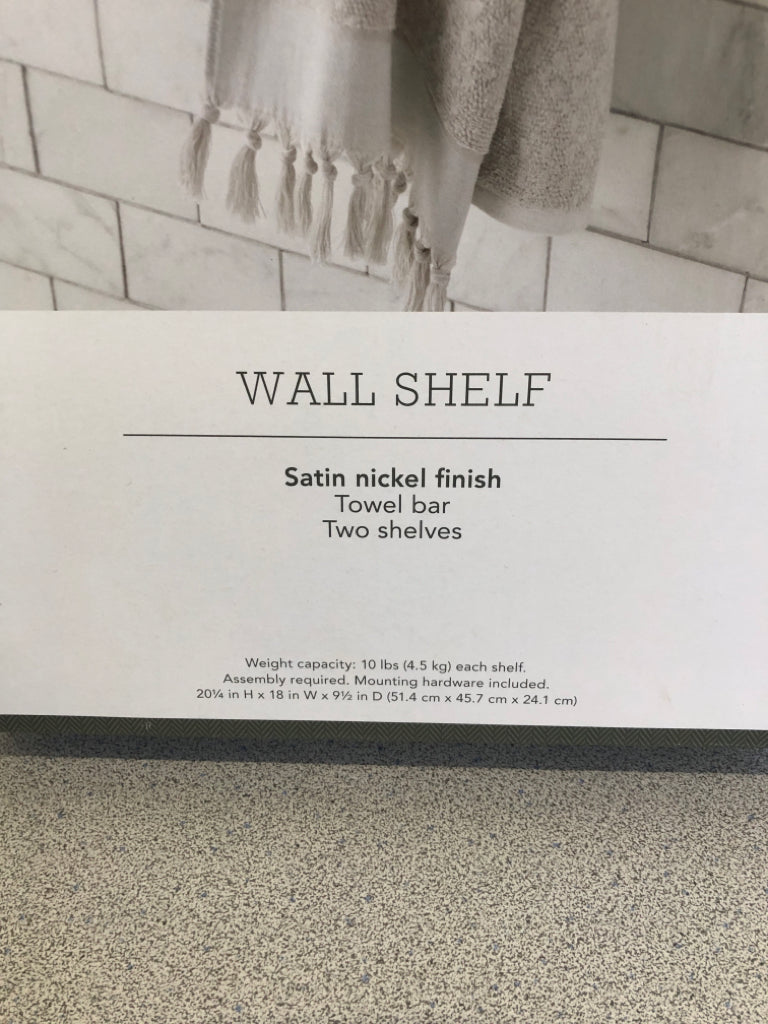 WALL SHELF
Satin nickel finish
Towel bar
Two shelves
Weight capacity: 10 lbs (4.5 kg) each shelf.
Assembly required. Mounting hardware included.
20¼ in H x 18 in W x 9½ in D (51.4 cm x 45.7 cm x 24.1 cm)